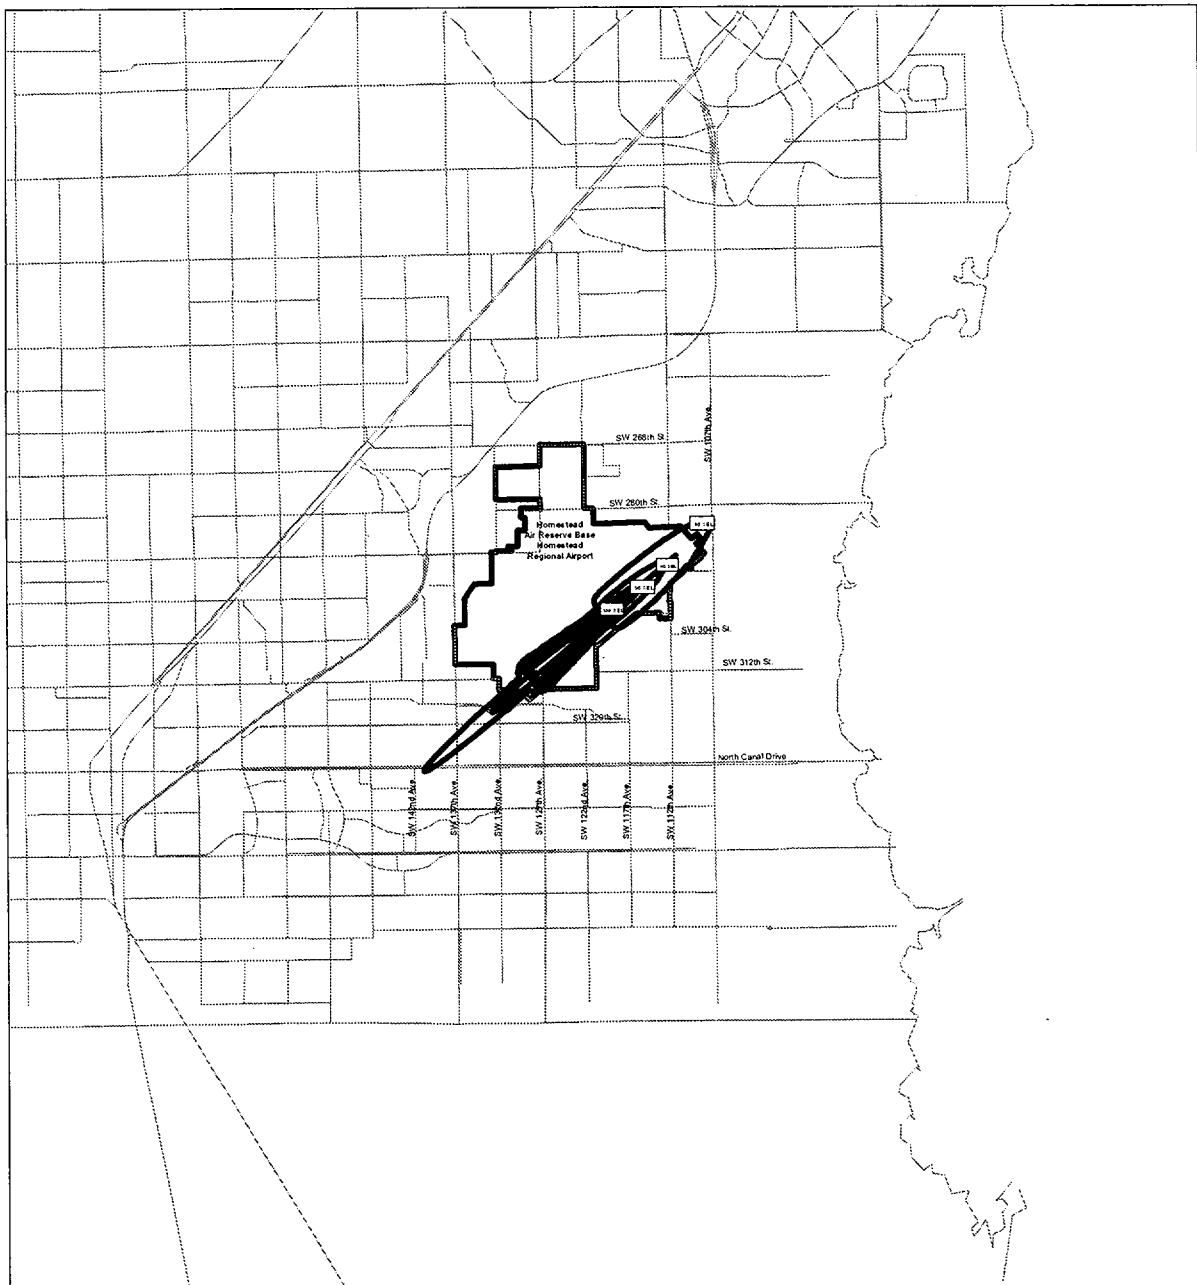 SW 107th Ave.
SW 268th St.
SW 280th St.
Homestead
Air Reserve Base
Homestead
Regional Airport
SW 304th St.
SW 312th St.
SW 328th St.
North Canal Drive
SW 142nd Ave.
SW 137th Ave.
SW 132nd Ave.
SW 127th Ave.
SW 122nd Ave.
SW 117th Ave.
SW 112th Ave.